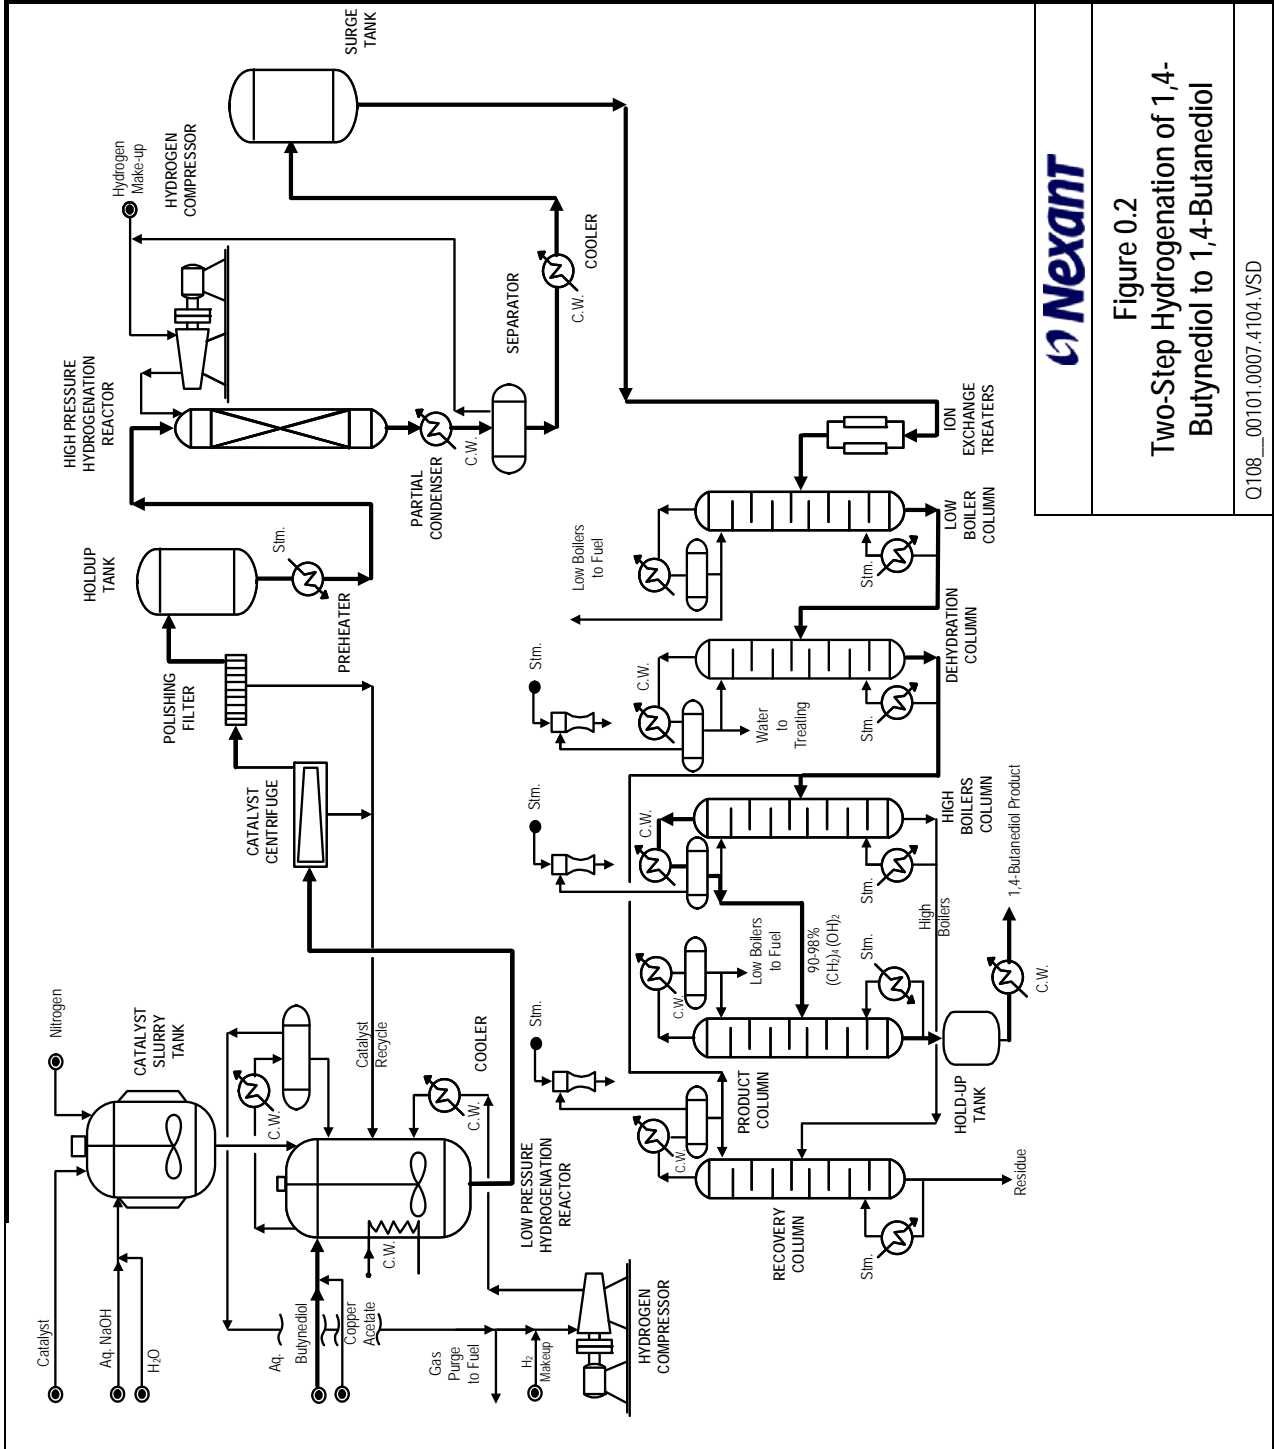 SURGE
TANK
Hydrogen
Make-up
HYDROGEN
COMPRESSOR
HIGH PRESSURE
HYDROGENATION
REACTOR
SEPARATOR
COOLER
C.W.
C.W.
PARTIAL
CONDENSER
HOLDUP
TANK
Stm.
PREHEATER
POLISHING
FILTER
CATALYST
CENTRIFUGE
Nitrogen
CATALYST
SLURRY
TANK
Catalyst
Aq. NaOH
H₂O
C.W.
Catalyst
Recycle
COOLER
C.W.
LOW PRESSURE
HYDROGENATION
REACTOR
C.W.
Aq.
Butynediol
Copper
Acetate
Gas
Purge
to Fuel
H₂
Makeup
HYDROGEN
COMPRESSOR
ION
EXCHANGE
TREATERS
LOW
BOILER
COLUMN
Low Boilers
to Fuel
Stm.
DEHYDRATION
COLUMN
Stm.
C.W.
Water
to
Treating
Stm.
HIGH
BOILERS
COLUMN
Stm.
C.W.
Stm.
High
Boilers
1,4-Butanediol Product
Low Boilers
to Fuel
90-98%
(CH₂)₄ (OH)₂
C.W.
Stm.
C.W.
PRODUCT
COLUMN
HOLD-UP
TANK
Stm.
C.W.
RECOVERY
COLUMN
Stm.
Residue
Nexant
Figure 0.2
Two-Step Hydrogenation of 1,4-
Butynediol to 1,4-Butanediol
Q108__00101.0007.4104.VSD